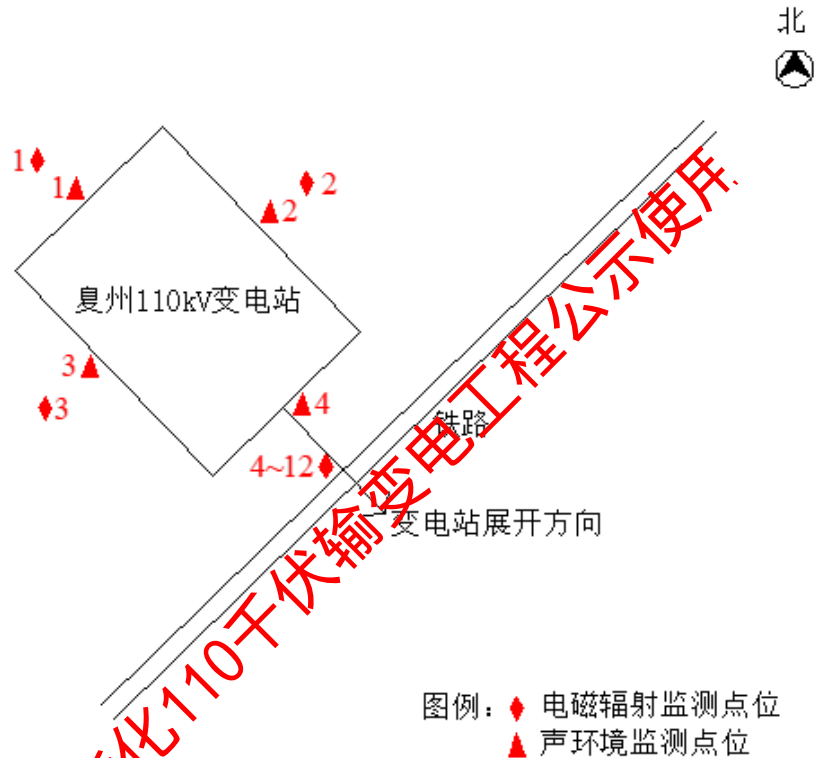 北
1
1
2
2
夏州110kV变电站
3
3
4
铁路
4~12
变电站展开方向
化110千伏输变电工程公示使用
图例：
电磁辐射监测点位
声环境监测点位